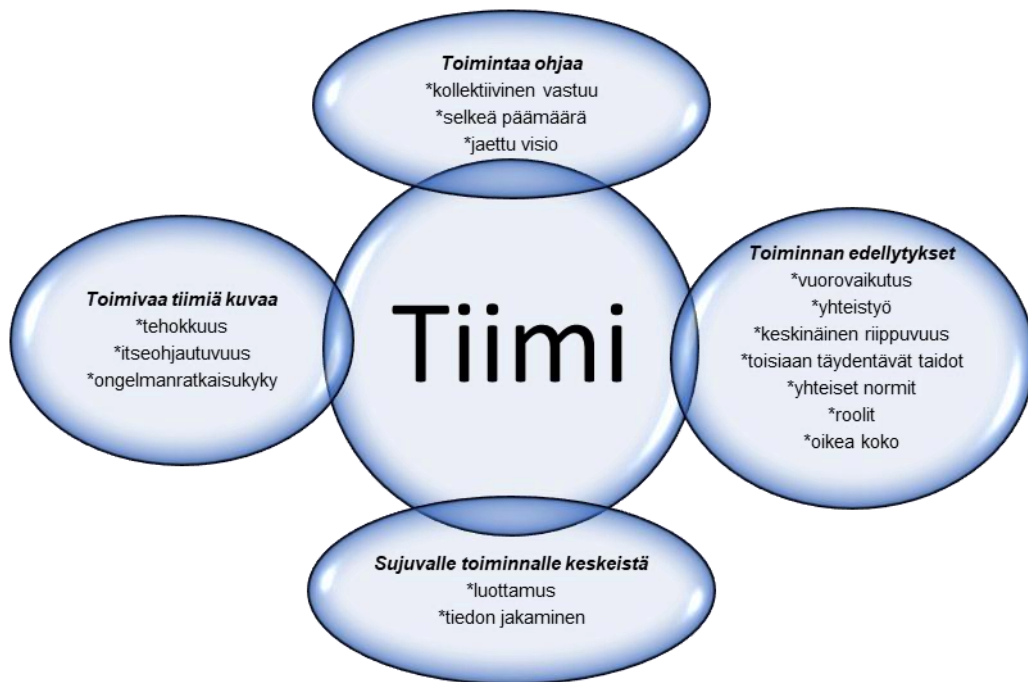 Toimintaa ohjaa
*kollektiivinen vastuu
*selkeä päämäärä
*jaettu visio
Toimivaa tiimiä kuvaa
*tehokkuus
*itseohjautuvuus
*ongelmanratkaisukyky
Tiimi
Toiminnan edellytykset
*vuorovaikutus
*yhteistyö
*keskinäinen riippuvuus
*toisiaan täydentävät taidot
*yhteiset normit
*roolit
*oikea koko
Sujuvalle toiminnalle keskeistä
*luottamus
*tiedon jakaminen